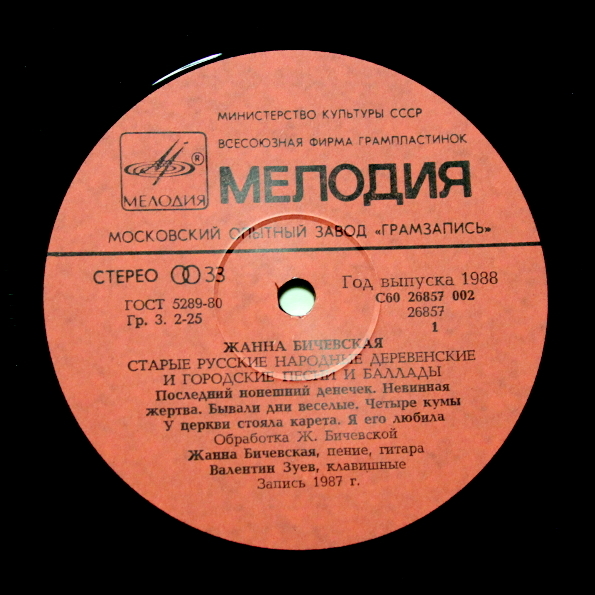 МИНИСТЕРСТВО КУЛЬТУРЫ СССР
ВСЕСОЮЗНАЯ ФИРМА ГРАМПЛАСТИНОК
®
МЕЛОДИЯ
МЕЛОДИЯ
МОСКОВСКИЙ ОПЫТНЫЙ ЗАВОД «ГРАМЗАПИСЬ»
СТЕРЕО 33
Год выпуска 1988
ГОСТ 5289-80
С60 26857 002
Гр. 3. 2-25
26857
1
ЖАННА БИЧЕВСКАЯ
СТАРЫЕ РУССКИЕ НАРОДНЫЕ ДЕРЕВЕНСКИЕ
И ГОРОДСКИЕ ПЕСНИ И БАЛЛАДЫ
Последний нонешний денечек. Невинная
жертва. Бывали дни веселые. Четыре кумы
У церкви стояла карета. Я его любила
Обработка Ж. Бичевской
Жанна Бичевская, пение, гитара
Валентин Зуев, клавишные
Запись 1987 г.